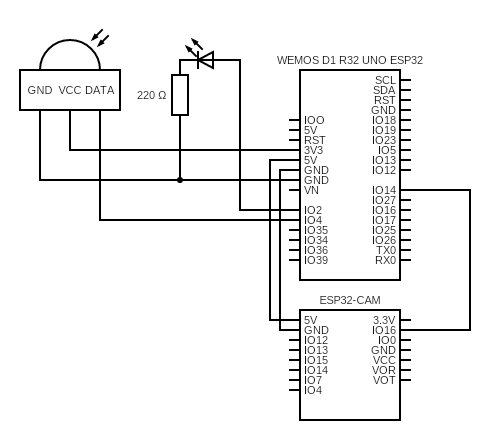 GND VCC DATA
220 Ω
WEMOS D1 R32 UNO ESP32
IOO
5V
RST
3V3
5V
GND
GND
VN
IO2
IO4
IO35
IO34
IO36
IO39
SCL
SDA
RST
GND
IO18
IO19
IO23
IO5
IO13
IO12
IO14
IO27
IO16
IO17
IO25
IO26
TX0
RX0
ESP32-CAM
5V
GND
IO12
IO13
IO15
IO14
IO7
IO4
3.3V
IO16
IO0
GND
VCC
VOR
VOT